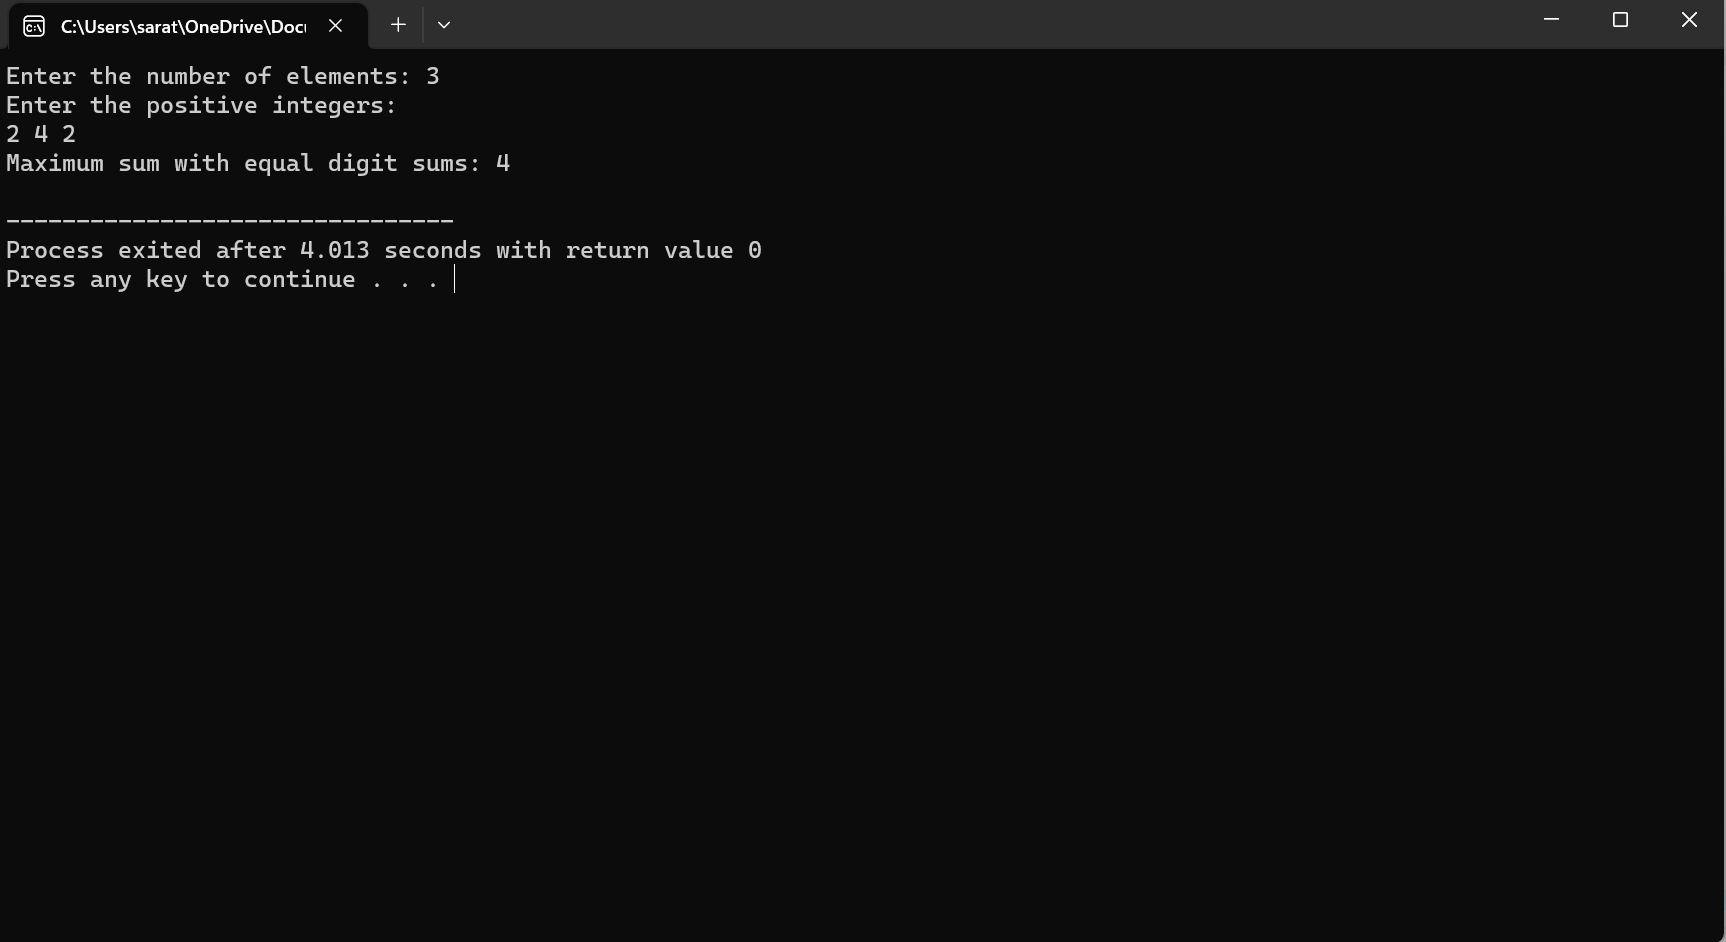 C:\Users\sarat\OneDrive\Doc
Enter the number of elements: 3
Enter the positive integers:
2 4 2
Maximum sum with equal digit sums: 4
--------------------------------
Process exited after 4.013 seconds with return value 0
Press any key to continue . . .